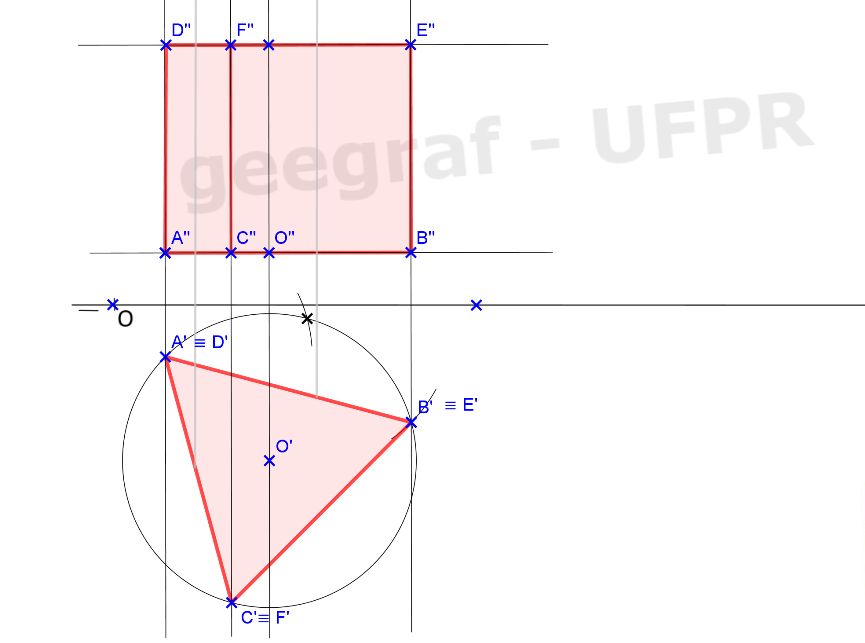 D" F" E"
geegraf - UFPR
A" C" O" B"
O
A' ≡ D'
B' ≡ E'
O'
C'≡ F'